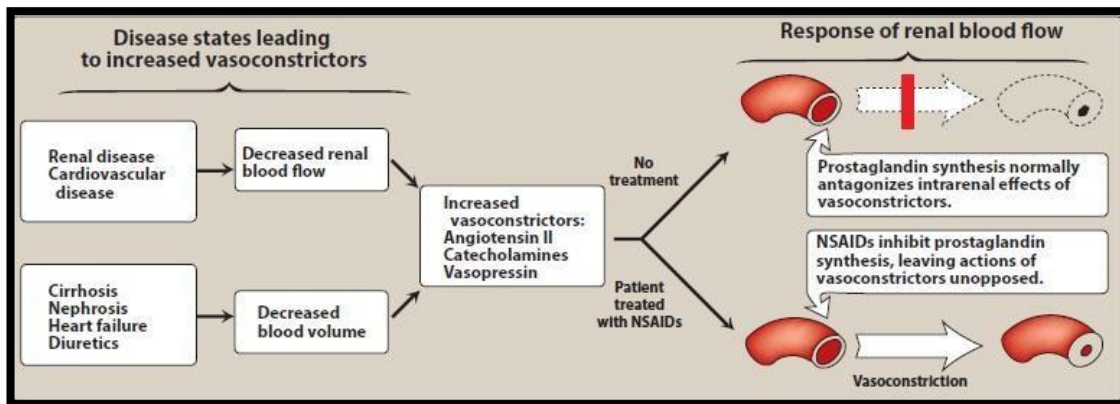 Disease states leading
to increased vasoconstrictors
Response of renal blood flow
Renal disease
Cardiovascular
disease
Decreased renal
blood flow
Cirrhosis
Nephrosis
Heart failure
Diuretics
Decreased
blood volume
Increased
vasoconstrictors:
Angiotensin II
Catecholamines
Vasopressin
No
treatment
Patient
treated
with NSAIDs
Prostaglandin synthesis normally
antagonizes intrarenal effects of
vasoconstrictors.
NSAIDs inhibit prostaglandin
synthesis, leaving actions of
vasoconstrictors unopposed.
Vasoconstriction